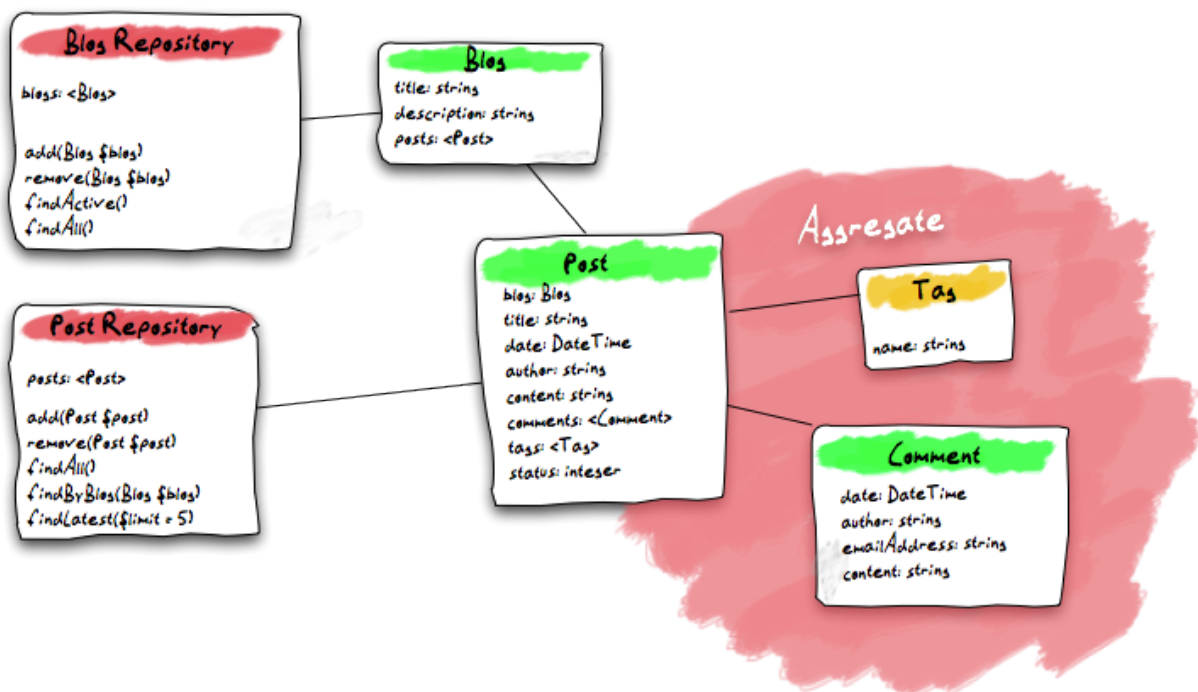 Blog Repository
blogs: <Blog>
add(Blog $blog)
remove(Blog $blog)
findActive()
findAll()
Blog
title: string
description: string
posts: <Post>
Aggregate
Post
blog: Blog
title: string
date: DateTime
author: string
content: string
comments: <Comment>
tags: <Tag>
status: integer
Tag
name: string
Post Repository
posts: <Post>
add(Post $post)
remove(Post $post)
findAll()
findByBlog(Blog $blog)
findLatest($limit = 5)
Comment
date: DateTime
author: string
emailAddress: string
content: string